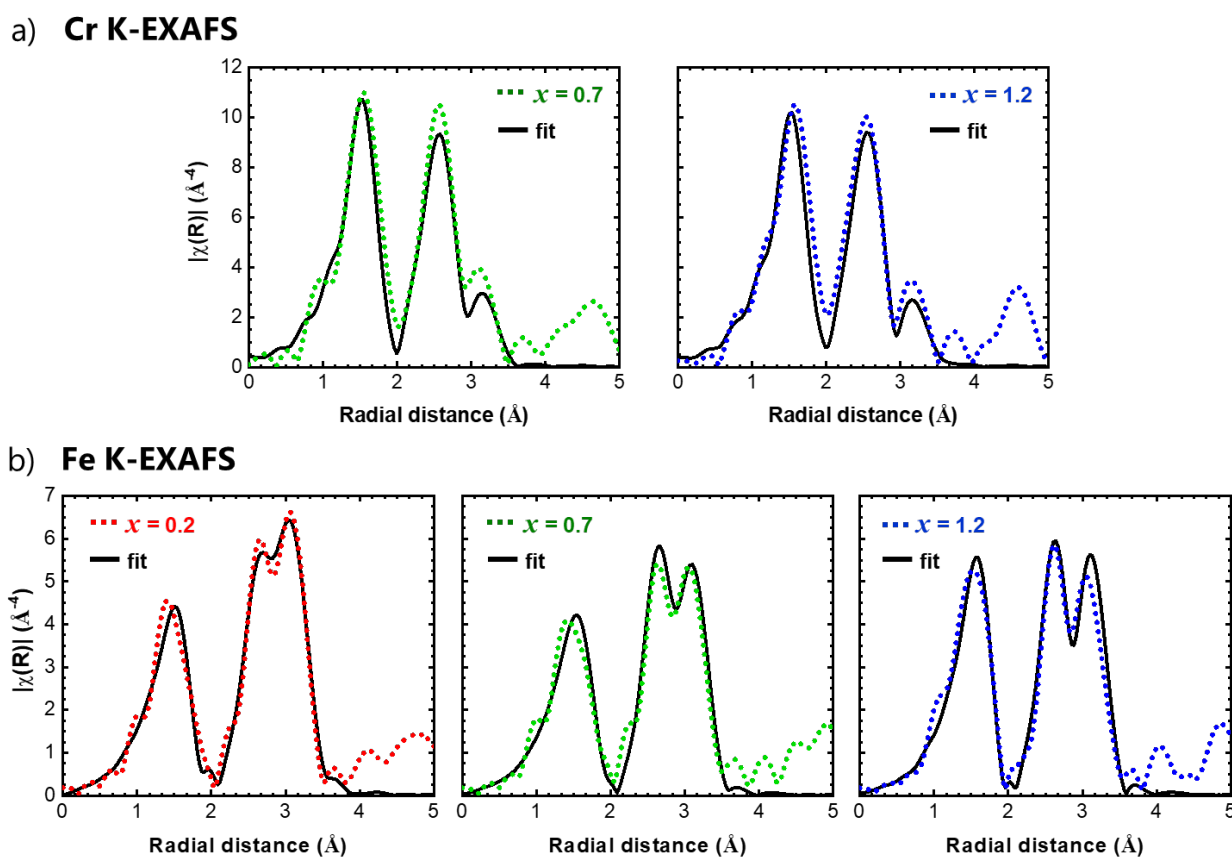 a) Cr K-EXAFS
x = 0.7
fit
x = 1.2
fit
|χ(R)| (Å⁻⁴)
12
10
8
6
4
2
0
0 1 2 3 4 5
0 1 2 3 4 5
Radial distance (Å)
Radial distance (Å)
b) Fe K-EXAFS
x = 0.2
fit
x = 0.7
fit
x = 1.2
fit
|χ(R)| (Å⁻⁴)
7
6
5
4
3
2
1
0
0 1 2 3 4 5
0 1 2 3 4 5
0 1 2 3 4 5
Radial distance (Å)
Radial distance (Å)
Radial distance (Å)